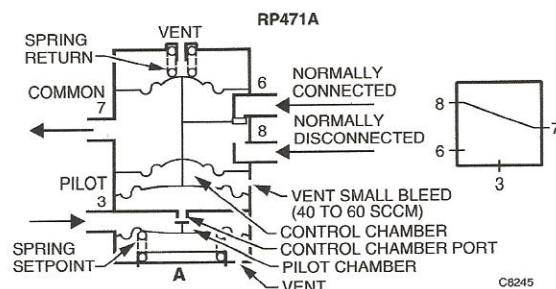 RP471A
SPRING
RETURN
VENT
COMMON
7
6
NORMALLY
CONNECTED
8
NORMALLY
DISCONNECTED
PILOT
3
VENT SMALL BLEED
(40 TO 60 SCCM)
CONTROL CHAMBER
CONTROL CHAMBER PORT
PILOT CHAMBER
VENT
SPRING
SETPOINT
A
8
7
6
3
C8245